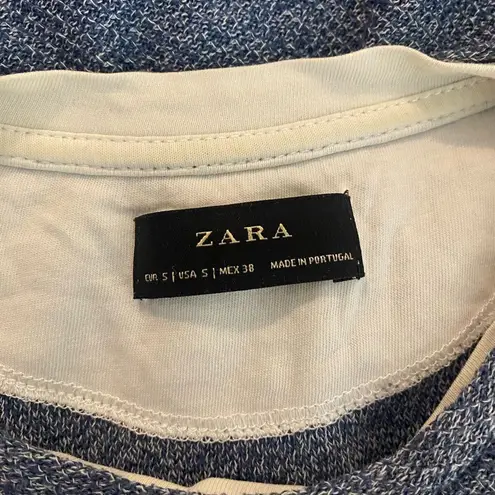 ZARA
EUR S | USA S | MEX 38 MADE IN PORTUGAL